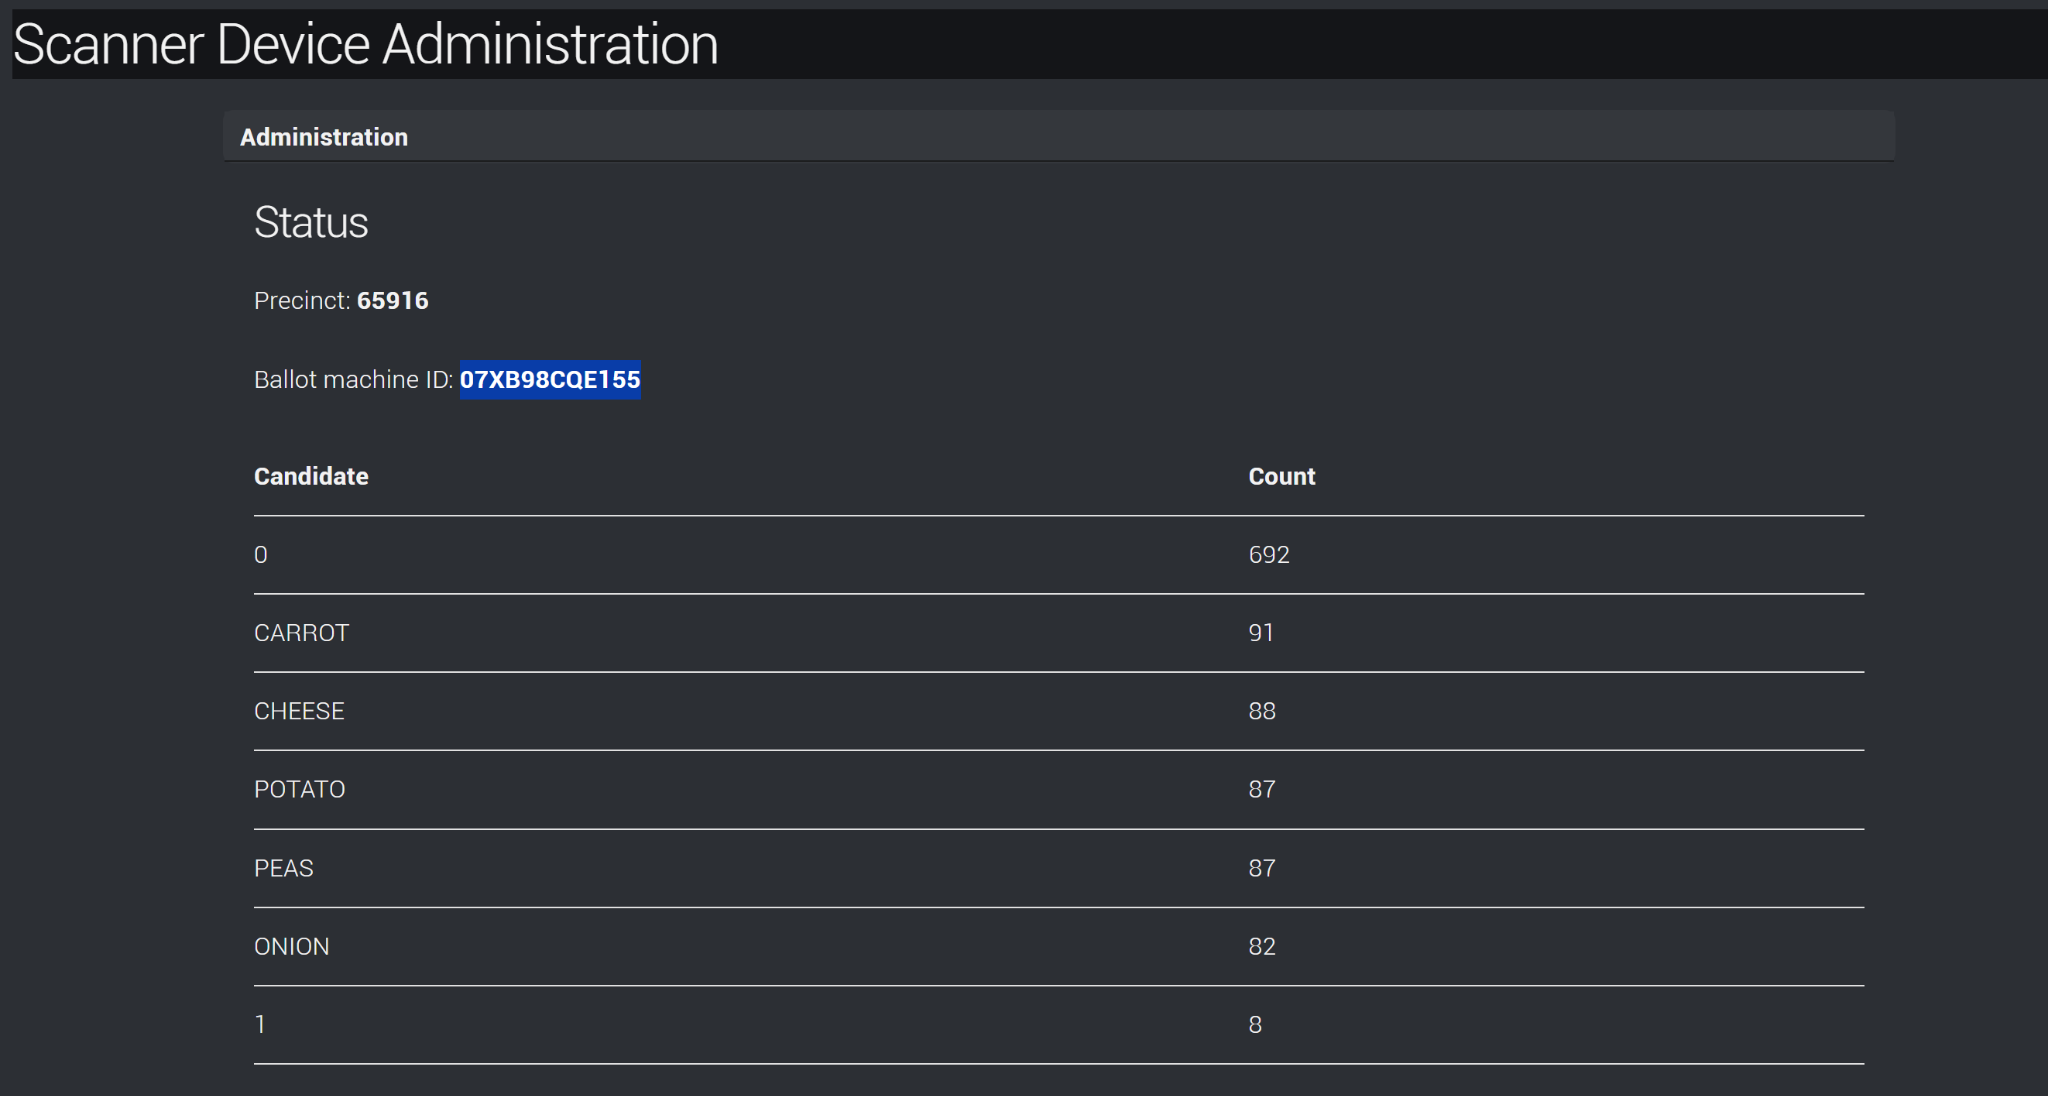 Scanner Device Administration
Administration
Status
Precinct: 65916
Ballot machine ID: 07XB98CQE155
Candidate Count
0 692
CARROT 91
CHEESE 88
POTATO 87
PEAS 87
ONION 82
1 8